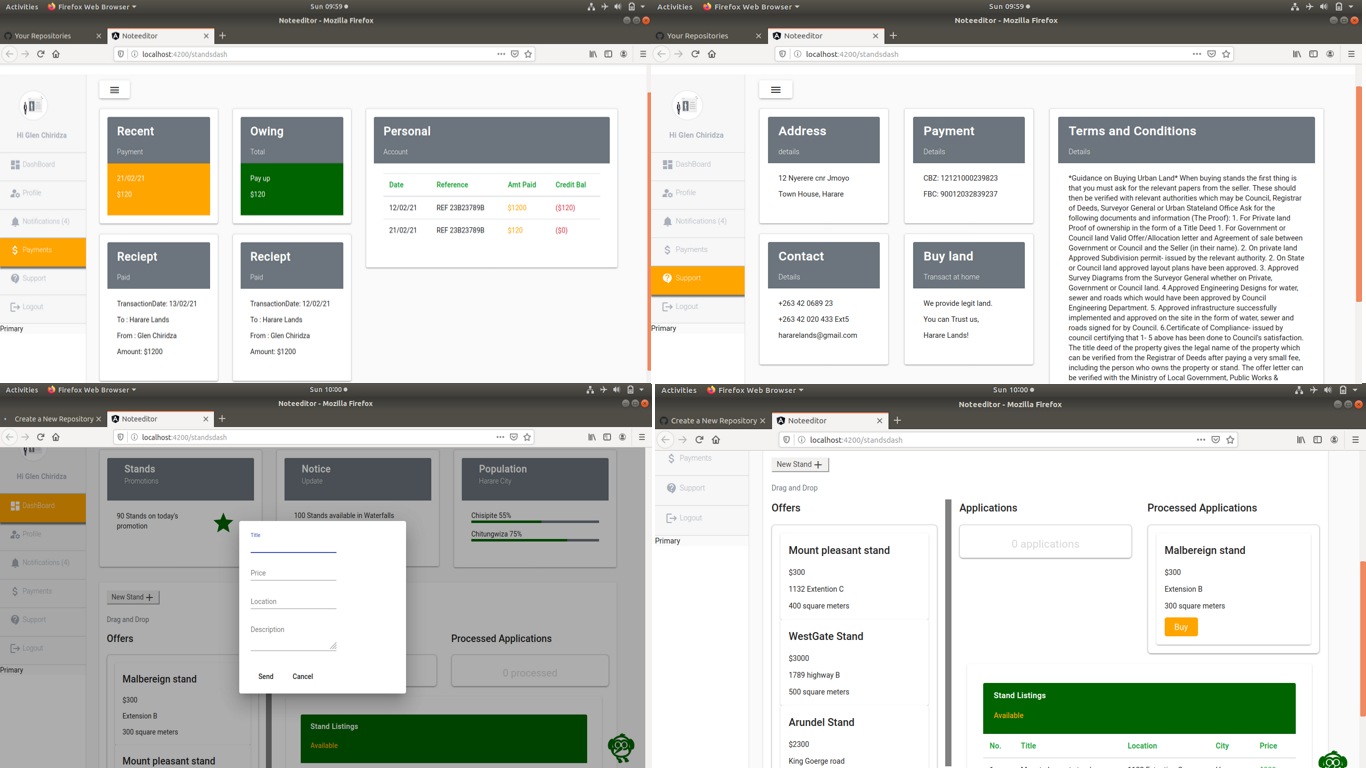 Activities Firefox Web Browser Sun 09:59
Noteeditor - Mozilla Firefox
Your Repositories Noteeditor
localhost:4200/standsdash
Hi Glen Chiridza
DashBoard
Profile
Notifications (4)
Payments
Support
Logout
Primary
Recent
Payment
21/02/21
$120
Owing
Total
Pay up
$120
Personal
Account
Date Reference Amt Paid Credit Bal
12/02/21 REF 23B23789B $1200 ($120)
21/02/21 REF 23B23789B $120 ($0)
Reciept
Paid
TransactionDate: 13/02/21
To : Harare Lands
From : Glen Chiridza
Amount: $1200
Reciept
Paid
TransactionDate: 12/02/21
To : Harare Lands
From : Glen Chiridza
Amount: $1200
Activities Firefox Web Browser Sun 09:59
Noteeditor - Mozilla Firefox
Your Repositories Noteeditor
localhost:4200/standsdash
Hi Glen Chiridza
DashBoard
Profile
Notifications (4)
Payments
Support
Logout
Primary
Address
details
12 Nyerere cnr Jmoyo
Town House, Harare
Payment
Details
CBZ: 12121000239823
FBC: 90012032839237
Contact
Details
+263 42 0689 23
+263 42 020 433 Ext5
hararelands@gmail.com
Buy land
Transact at home
We provide legit land.
You can Trust us,
Harare Lands!
Terms and Conditions
Details
*Guidance on Buying Urban Land* When buying stands the first thing is
that you must ask for the relevant papers from the seller. These should
then be verified with relevant authorities which may be Council, Registrar
of Deeds, Surveyor General or Urban Stateland Office Ask for the
following documents and information (The Proof): 1. For Private land
Proof of ownership in the form of a Title Deed 1. For Government or
Council land Valid Offer/Allocation letter and Agreement of sale between
Government or Council and the Seller (in their name). 2. On private land
Approved Subdivision permit- issued by the relevant authority. 2. On State
or Council land approved layout plans have been approved. 3. Approved
Survey Diagrams from the Surveyor General whether on Private,
Government or Council land. 4.Approved Engineering Designs for water,
sewer and roads which would have been approved by Council
Engineering Department. 5. Approved infrastructure successfully
implemented and approved on the site in the form of water, sewer and
roads signed for by Council. 6.Certificate of Compliance- issued by
council certifying that 1- 5 above has been done to Council's satisfaction.
The title deed of the property gives the legal name of the property which
can be verified from the Registrar of Deeds after paying a very small fee,
including the person who owns the property or stand. The offer letter can
be verified with the Ministry of Local Government, Public Works &
Activities Firefox Web Browser Sun 10:00
Noteeditor - Mozilla Firefox
Create a New Repository Noteeditor
localhost:4200/standsdash
Hi Glen Chiridza
DashBoard
Profile
Notifications (4)
Payments
Support
Logout
Primary
Stands
Promotions
90 Stands on today's
promotion
Notice
Update
100 Stands available in Waterfalls
Population
Harare City
Chisipite 55%
Chitungwiza 75%
Title
Price
Location
Description
Send Cancel
New Stand +
Drag and Drop
Offers
Processed Applications
Malbereign stand
$300
Extension B
300 square meters
Mount pleasant stand
0 processed
Stand Listings
Available
Activities Firefox Web Browser Sun 10:00
Noteeditor - Mozilla Firefox
Create a New Repository Noteeditor
localhost:4200/standsdash
Payments
Support
Logout
Primary
New Stand +
Drag and Drop
Offers Applications Processed Applications
Mount pleasant stand
$300
1132 Extention C
400 square meters
WestGate Stand
$3000
1789 highway B
500 square meters
Arundel Stand
$2300
King Goerge road
0 applications
Malbereign stand
$300
Extension B
300 square meters
Buy
Stand Listings
Available
No. Title Location City Price